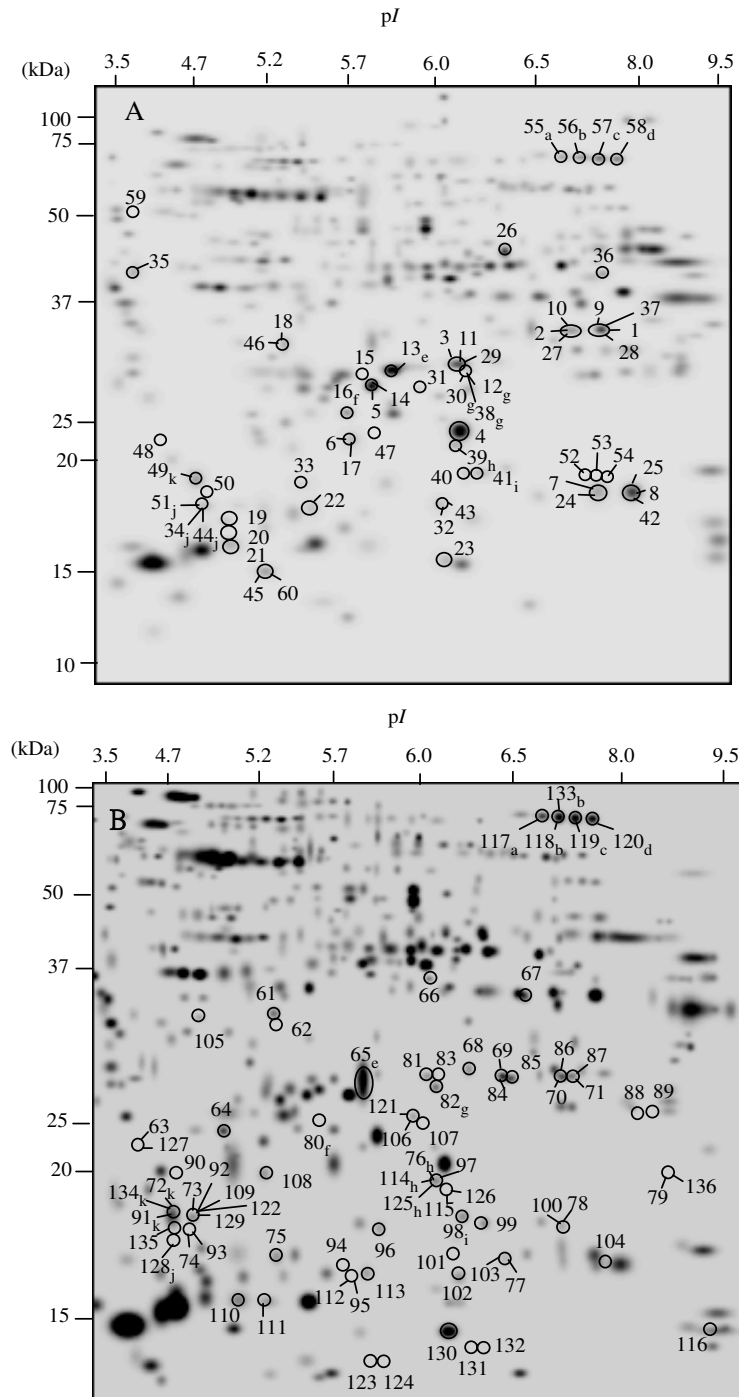 pI
(kDa) 3.5 4.7 5.2 5.7 6.0 6.5 8.0 9.5
A
100
75
55a 56b 57c 58d
59
50
26
35
36
37
18
10 9 37
46
2 1
27 28
3 11
13e 29
15
31
16f 14 30g 12g
5 38g
25
48 6 47 4
17
39h
20
49k 33 40 41i
52 53 54
50 25
7 8
51j 22 24
34j 44j 19 32 43 42
20
21 23
15
45 60
10
pI
(kDa)
3.5 4.7 5.2 5.7 6.0 6.5 8.0 9.5
B
100
75
133b
117a 118b 119c 120d
50
37
66 67
61
105 62
65e 81 83 68 69 85 86 87
82g 84 70 71
88 89
121
64
25
63 80f 106 107
127
90 92 76h 97
20
72k 73 109 108 114h
134k 122 125h 126 79 136
91k 129 115
100 78
135 75 98i 99
74 93 96
128j 94 101 103 104
112 113 77
95 102
110 111
15
130 131 132 116
123 124